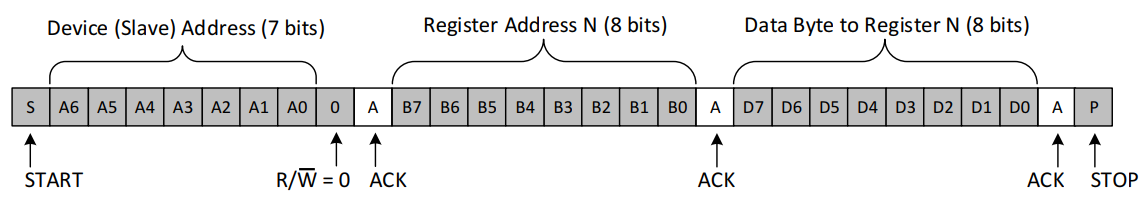 Device (Slave) Address (7 bits) Register Address N (8 bits) Data Byte to Register N (8 bits)
S A6 A5 A4 A3 A2 A1 A0 0 A B7 B6 B5 B4 B3 B2 B1 B0 A D7 D6 D5 D4 D3 D2 D1 D0 A P
START R/W̅ = 0 ACK ACK ACK STOP